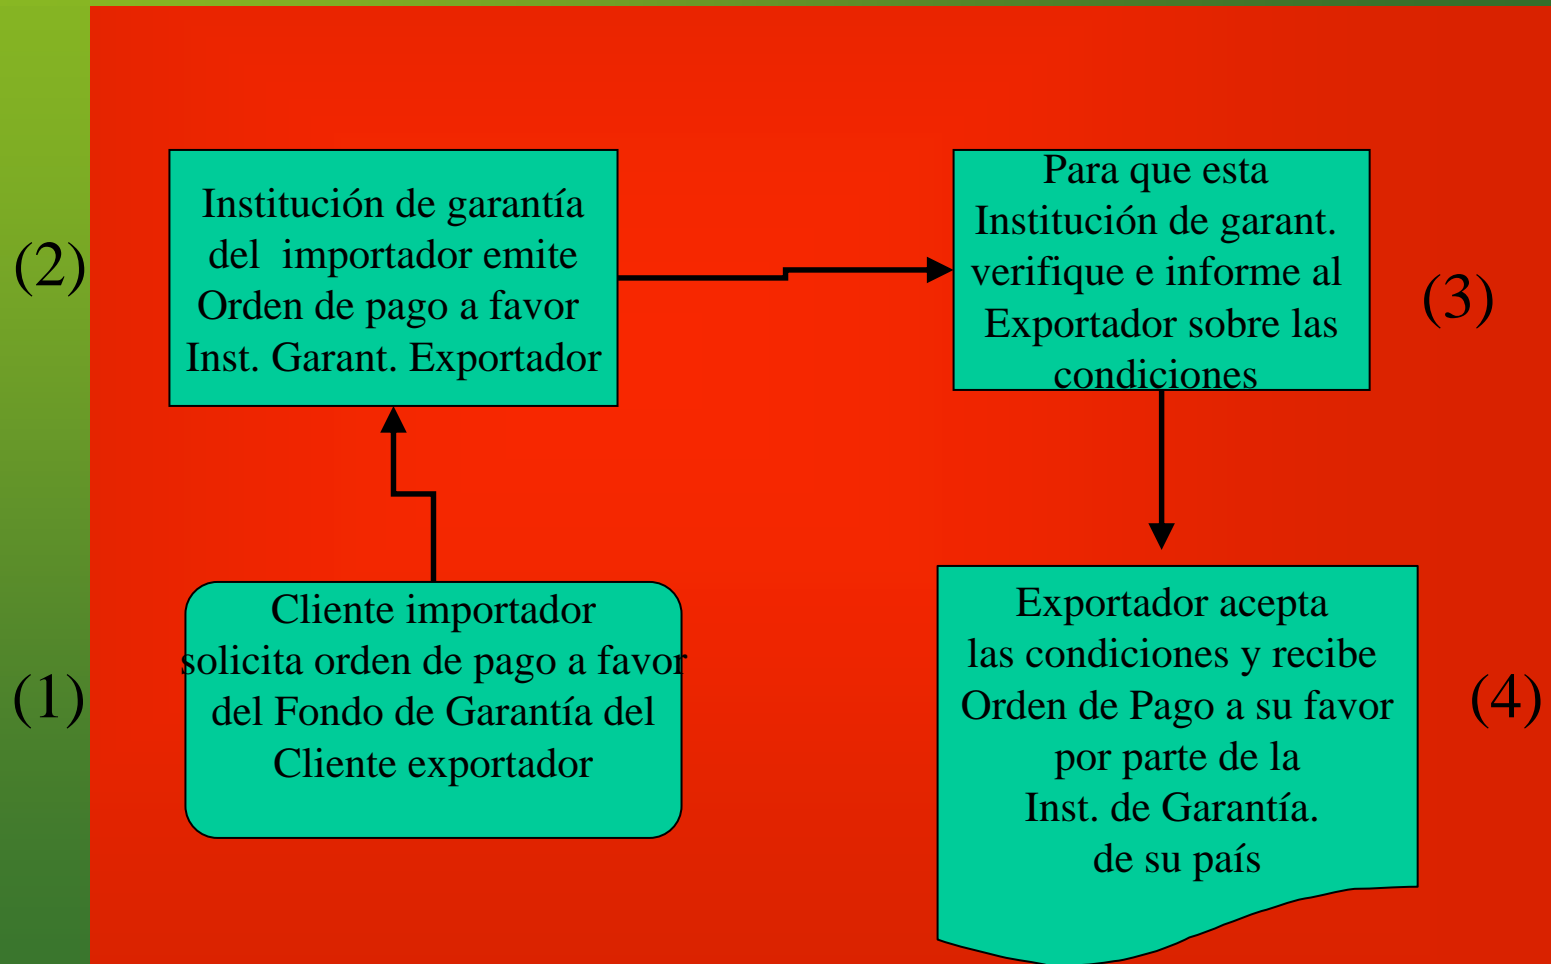 (2)
Institución de garantía
del importador emite
Orden de pago a favor
Inst. Garant. Exportador
Para que esta
Institución de garant.
verifique e informe al
Exportador sobre las
condiciones
(3)
(1)
Cliente importador
solicita orden de pago a favor
del Fondo de Garantía del
Cliente exportador
Exportador acepta
las condiciones y recibe
Orden de Pago a su favor
por parte de la
Inst. de Garantía.
de su país
(4)